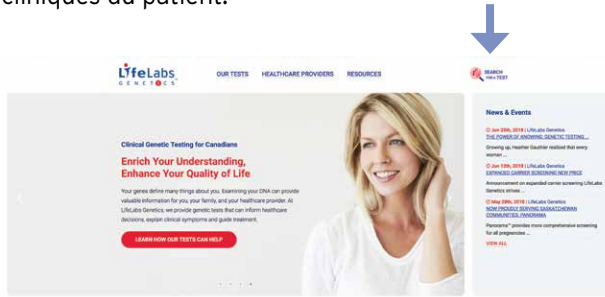 cliniques du patient.
LifeLabs
GENETICS
OUR TESTS HEALTHCARE PROVIDERS RESOURCES
SEARCH
FOR A TEST
Clinical Genetic Testing for Canadians
Enrich Your Understanding,
Enhance Your Quality of Life
Your genes define many things about you. Examining your DNA can provide
valuable information for you, your family, and your healthcare provider. At
LifeLabs Genetics, we provide genetic tests that can inform healthcare
decisions, explain clinical symptoms and guide treatment.
LEARN HOW OUR TESTS CAN HELP
News & Events
Jun 25th, 2018 | LifeLabs Genetics
THE POWER OF KNOWING: GENETIC TESTING ...
Growing up, Heather Gauthier realized that every
woman ...
Jun 12th, 2018 | LifeLabs Genetics
EXPANDED CARRIER SCREENING NEW PRICE
Announcement on expanded carrier screening LifeLabs
Genetics strives ...
May 28th, 2018 | LifeLabs Genetics
NOW PROUDLY SERVING SASKATCHEWAN
COMMUNITIES: PANORAMA
Panorama™ provides more comprehensive screening
for all pregnancies ...
VIEW ALL